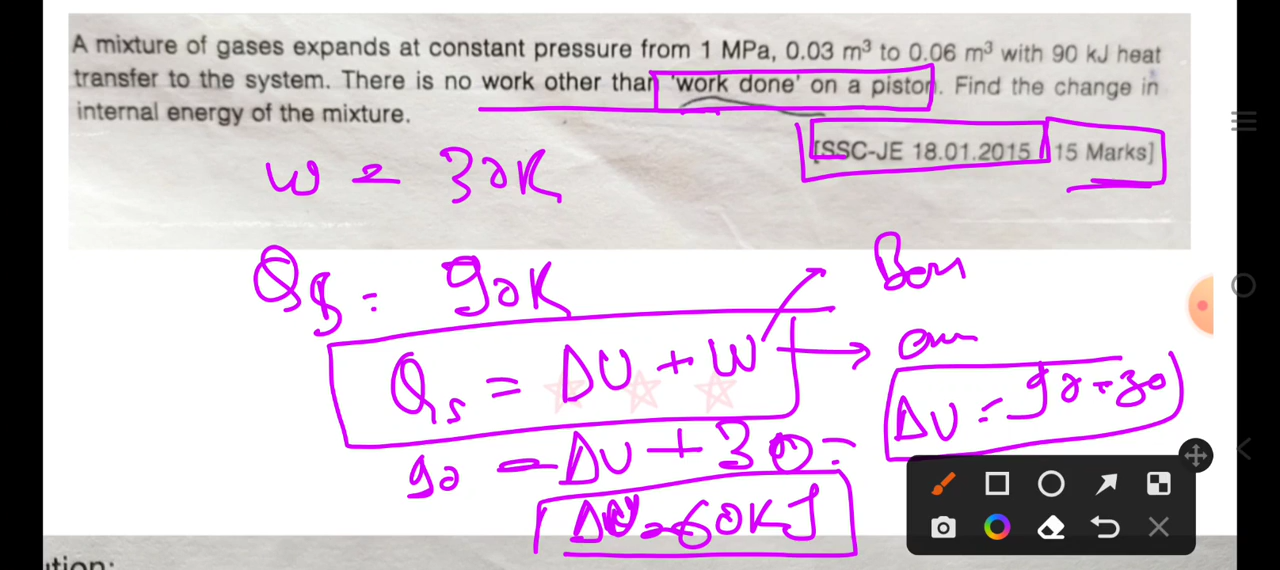 A mixture of gases expands at constant pressure from 1 MPa, 0.03 m³ to 0.06 m³ with 90 kJ heat
transfer to the system. There is no work other than 'work done' on a piston. Find the change in
internal energy of the mixture.
[SSC-JE 18.01.2015 15 Marks]
W = 30K
= 90K
Qs = ΔU + W
ΔU = 90-30
90 = ΔU + 30
ΔU = 60KJ
ution: